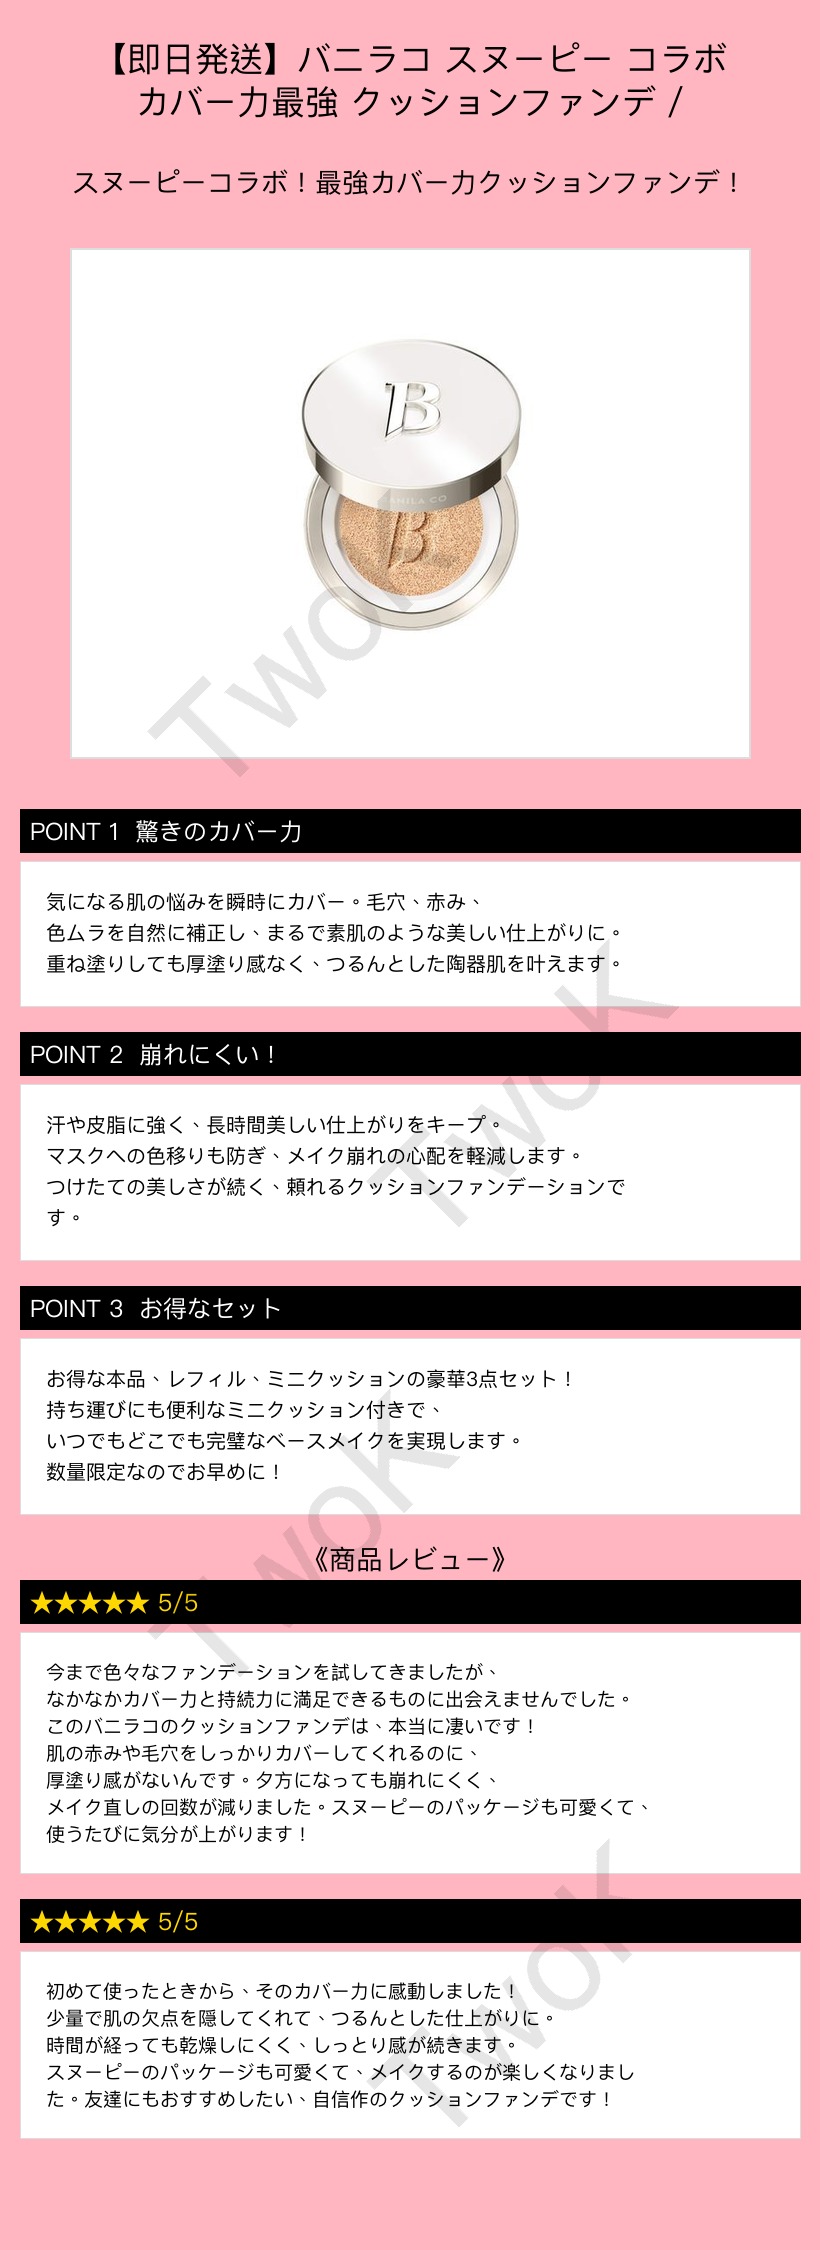 【即日発送】バニラコ スヌーピー コラボ
カバー力最強 クッションファンデ /
スヌーピーコラボ！最強カバー力クッションファンデ！
B
ANILA CO
B
TwoK
POINT 1 驚きのカバー力
気になる肌の悩みを瞬時にカバー。毛穴、赤み、
色ムラを自然に補正し、まるで素肌のような美しい仕上がりに。
重ね塗りしても厚塗り感なく、つるんとした陶器肌を叶えます。
POINT 2 崩れにくい！
汗や皮脂に強く、長時間美しい仕上がりをキープ。
マスクへの色移りも防ぎ、メイク崩れの心配を軽減します。
つけたての美しさが続く、頼れるクッションファンデーションで
す。
TwoK
POINT 3 お得なセット
お得な本品、レフィル、ミニクッションの豪華3点セット！
持ち運びにも便利なミニクッション付きで、
いつでもどこでも完璧なベースメイクを実現します。
数量限定なのでお早めに！
TwoK
《商品レビュー》
★★★★★ 5/5
今まで色々なファンデーションを試してきましたが、
なかなかカバー力と持続力に満足できるものに出会えませんでした。
このバニラコのクッションファンデは、本当に凄いです！
肌の赤みや毛穴をしっかりカバーしてくれるのに、
厚塗り感がないんです。夕方になっても崩れにくく、
メイク直しの回数が減りました。スヌーピーのパッケージも可愛くて、
使うたびに気分が上がります！
★★★★★ 5/5
初めて使ったときから、そのカバー力に感動しました！
少量で肌の欠点を隠してくれて、つるんとした仕上がりに。
時間が経っても乾燥しにくく、しっとり感が続きます。
スヌーピーのパッケージも可愛くて、メイクするのが楽しくなりまし
た。友達にもおすすめしたい、自信作のクッションファンデです！
TwoK